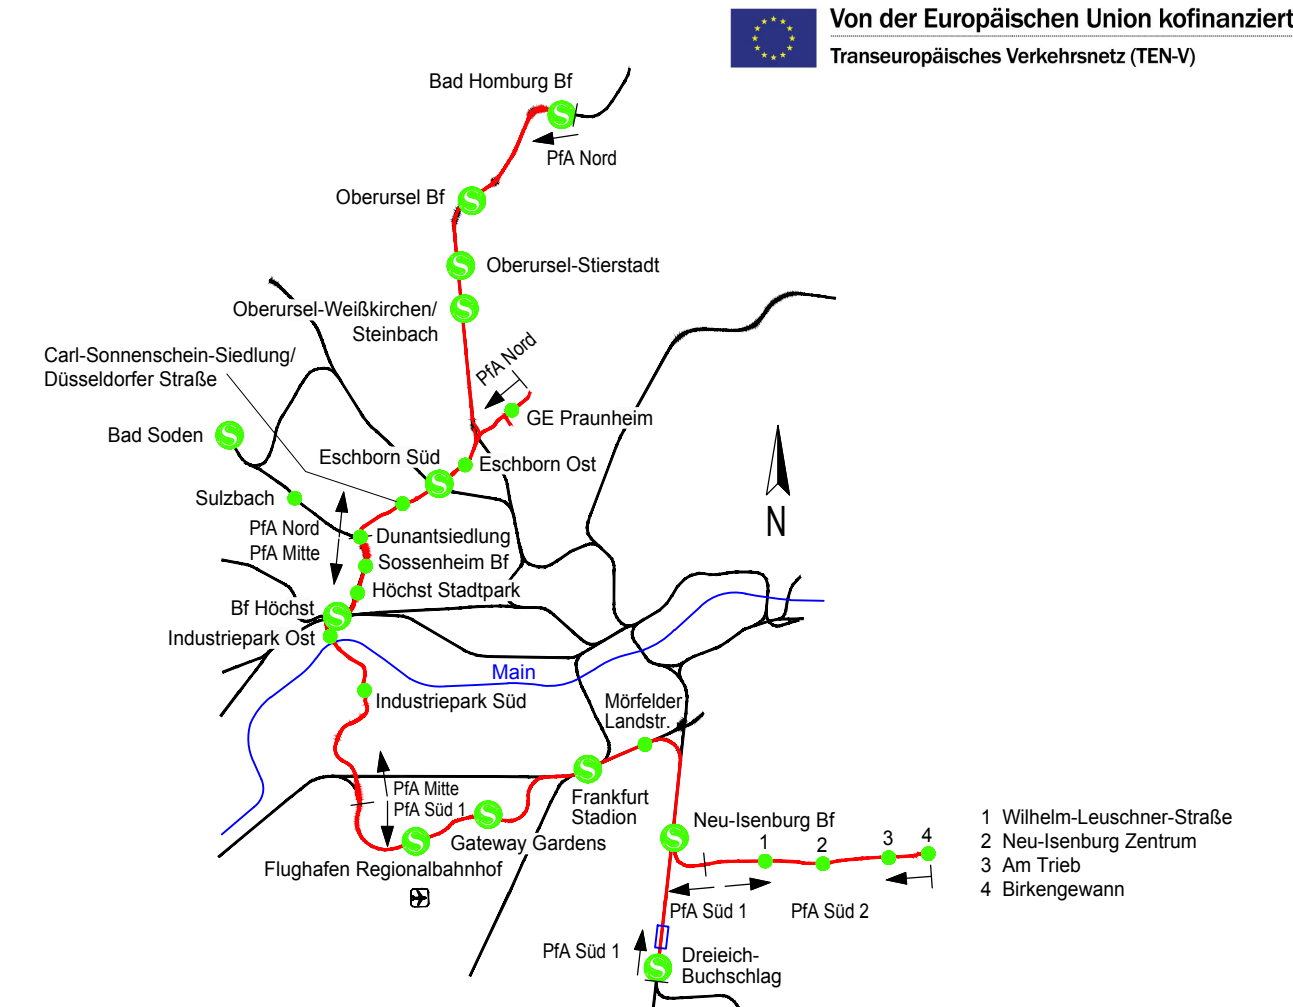 Von der Europäischen Union kofinanziert
Transeuropäisches Verkehrsnetz (TEN-V)
Bad Homburg Bf
PfA Nord
Oberursel Bf
Oberursel-Stierstadt
Oberursel-Weißkirchen/
Steinbach
Carl-Sonnenschein-Siedlung/
Düsseldorfer Straße
PfA Nord
GE Praunheim
Bad Soden
Eschborn Süd
Eschborn Ost
Sulzbach
PfA Nord
PfA Mitte
Dunantsiedlung
Sossenheim Bf
Höchst Stadtpark
Bf Höchst
Industriepark Ost
N
Main
Industriepark Süd
Mörfelder
Landstr.
PfA Mitte
PfA Süd 1
Frankfurt
Stadion
Gateway Gardens
Flughafen Regionalbahnhof
Neu-Isenburg Bf
1
2
3
4
1 Wilhelm-Leuschner-Straße
2 Neu-Isenburg Zentrum
3 Am Trieb
4 Birkengewann
PfA Süd 1
PfA Süd 2
PfA Süd 1
Dreieich-
Buchschlag